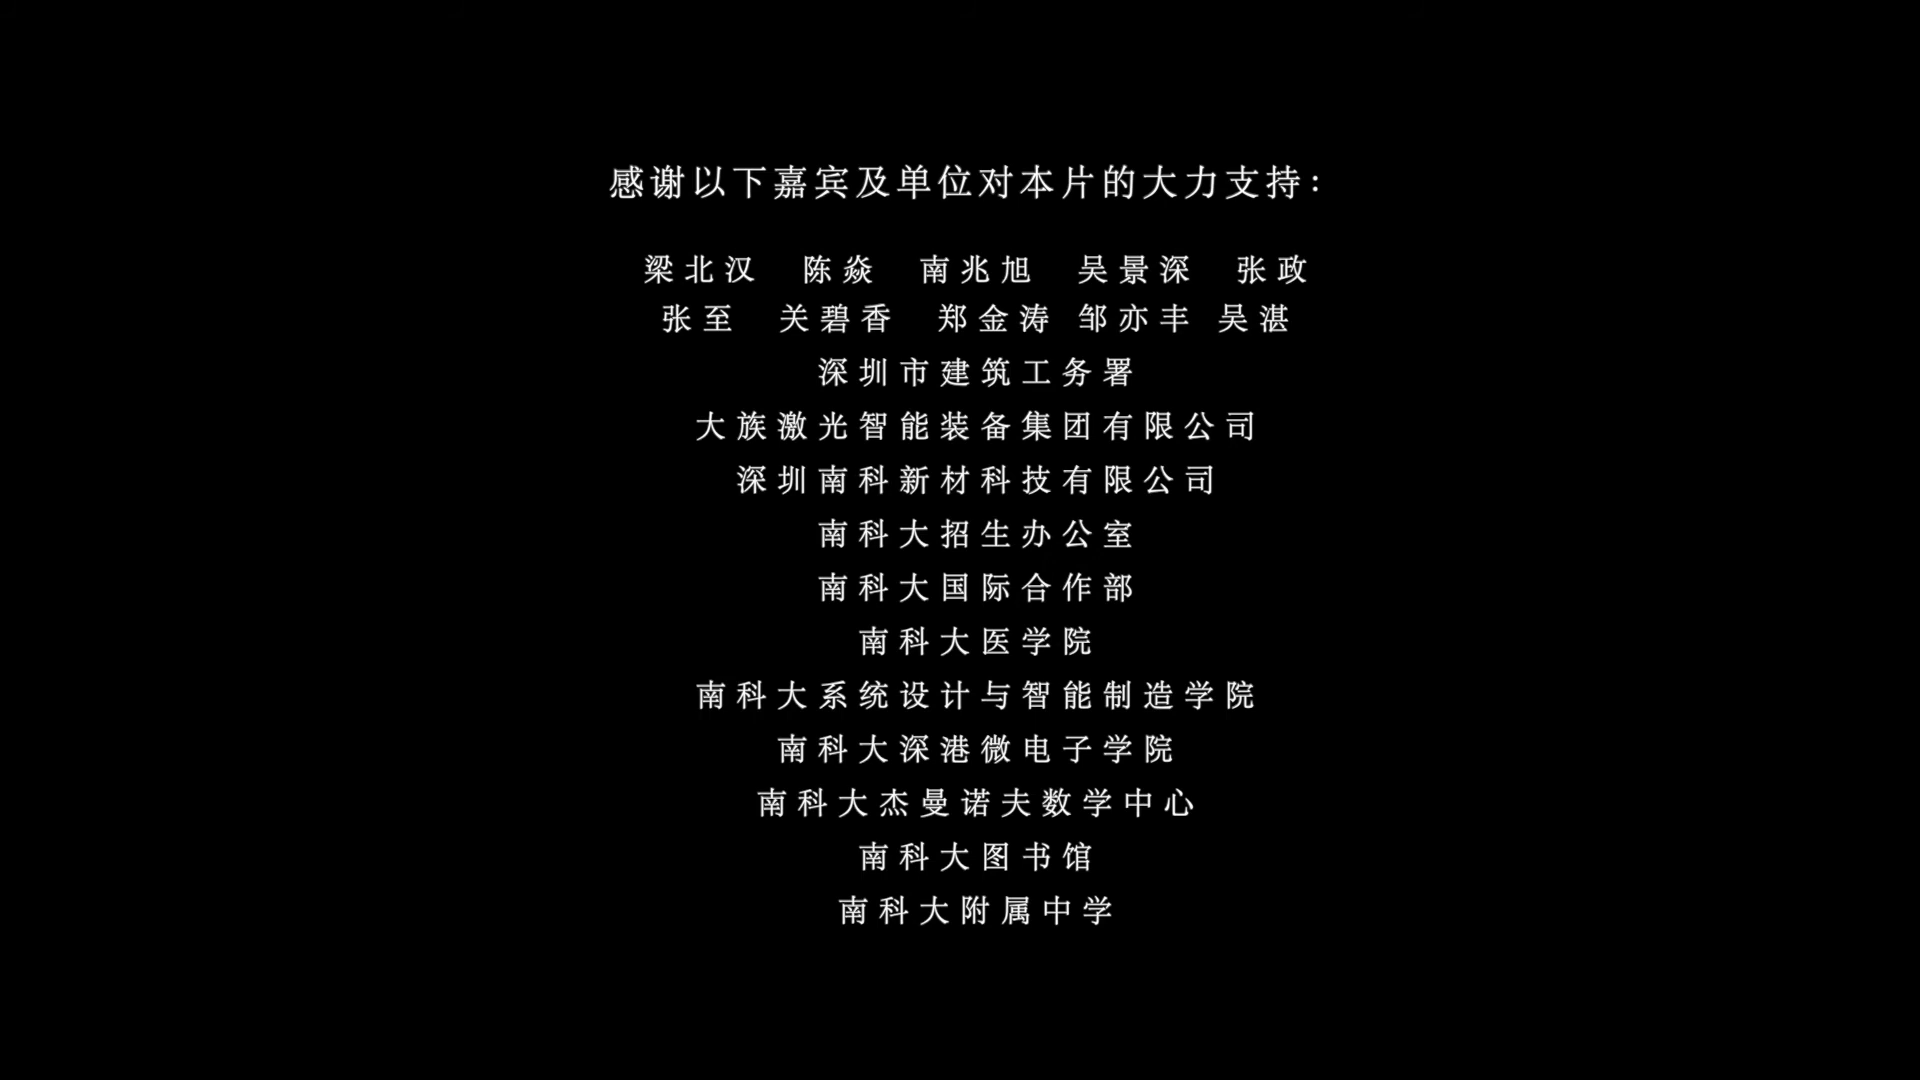 感谢以下嘉宾及单位对本片的大力支持：
梁北汉 陈焱 南兆旭 吴景深 张政
张至 关碧香 郑金涛 邹亦丰 吴湛
深圳市建筑工务署
大族激光智能装备集团有限公司
深圳南科新材科技有限公司
南科大招生办公室
南科大国际合作部
南科大医学院
南科大系统设计与智能制造学院
南科大深港微电子学院
南科大杰曼诺夫数学中心
南科大图书馆
南科大附属中学